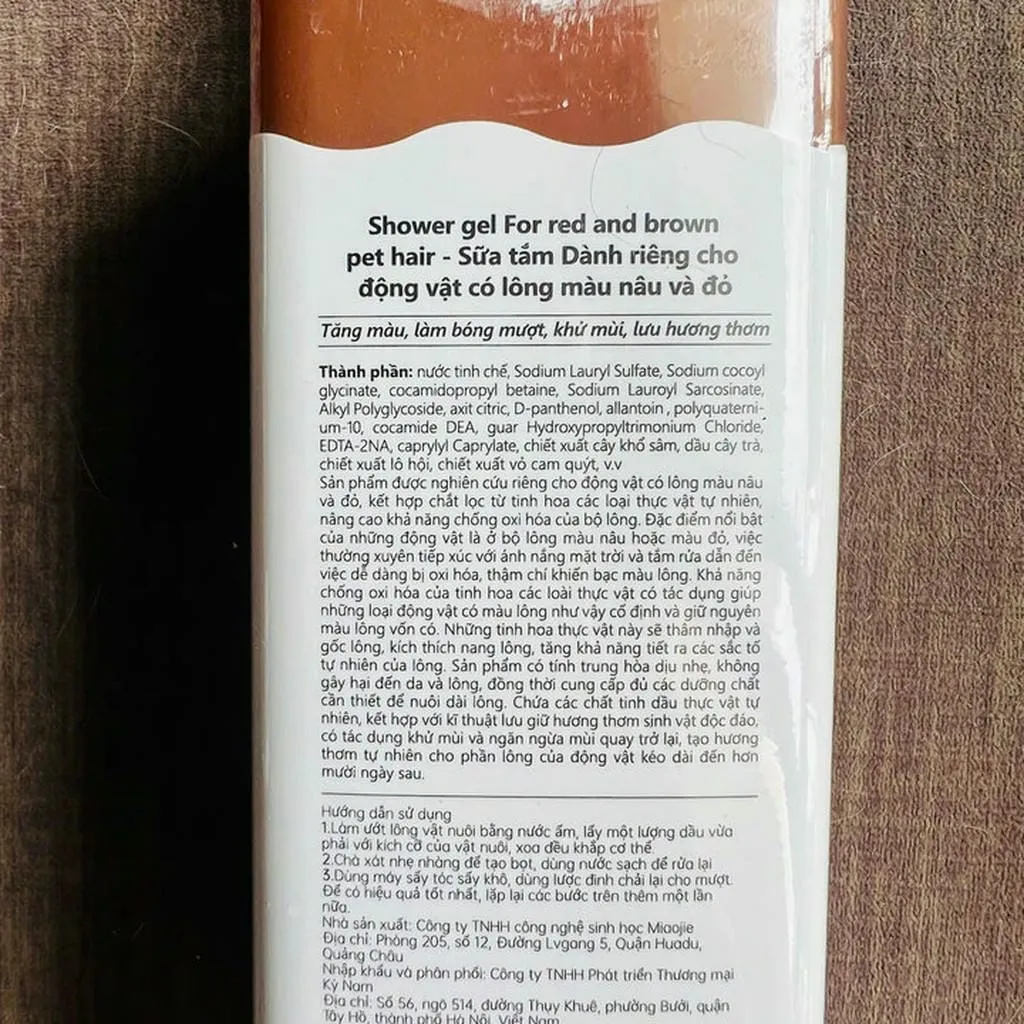 Shower gel For red and brown
pet hair - Sữa tắm Dành riêng cho
động vật có lông màu nâu và đỏ
Tăng màu, làm bóng mượt, khử mùi, lưu hương thơm
Thành phần: nước tinh chế, Sodium Lauryl Sulfate, Sodium cocoyl
glycinate, cocamidopropyl betaine, Sodium Lauroyl Sarcosinate,
Alkyl Polyglycoside, axit citric, D-panthenol, allantoin , polyquaterni-
um-10, cocamide DEA, guar Hydroxypropyltrimonium Chloride,
EDTA-2NA, caprylyl Caprylate, chiết xuất cây khổ sâm, dầu cây trà,
chiết xuất lô hội, chiết xuất vỏ cam quýt, v.v
Sản phẩm được nghiên cứu riêng cho động vật có lông màu nâu
và đỏ, kết hợp chắt lọc từ tinh hoa các loại thực vật tự nhiên,
nâng cao khả năng chống oxi hóa của bộ lông. Đặc điểm nổi bật
của những động vật là ở bộ lông màu nâu hoặc màu đỏ, việc
thường xuyên tiếp xúc với ánh nắng mặt trời và tắm rửa dẫn đến
việc dễ dàng bị oxi hóa, thậm chí khiến bạc màu lông. Khả năng
chống oxi hóa của tinh hoa các loài thực vật có tác dụng giúp
những loại động vật có màu lông như vậy cố định và giữ nguyên
màu lông vốn có. Những tinh hoa thực vật này sẽ thâm nhập và
gốc lông, kích thích nang lông, tăng khả năng tiết ra các sắc tố
tự nhiên của lông. Sản phẩm có tính trung hòa dịu nhẹ, không
gây hại đến da và lông, đồng thời cung cấp đủ các dưỡng chất
cần thiết để nuôi dài lông. Chứa các chất tinh dầu thực vật tự
nhiên, kết hợp với kĩ thuật lưu giữ hương thơm sinh vật độc đáo,
có tác dụng khử mùi và ngăn ngừa mùi quay trở lại, tạo hương
thơm tự nhiên cho phần lông của động vật kéo dài đến hơn
mười ngày sau.
Hướng dẫn sử dụng
1.Làm ướt lông vật nuôi bằng nước ấm, lấy một lượng dầu vừa
phải với kích cỡ của vật nuôi, xoa đều khắp cơ thể.
2.Chà xát nhẹ nhàng để tạo bọt, dùng nước sạch để rửa lại
3.Dùng máy sấy tóc sấy khô, dùng lược đinh chải lại cho mượt.
Để có hiệu quả tốt nhất, lặp lại các bước trên thêm một lần
nữa.
Nhà sản xuất: Công ty TNHH công nghệ sinh học Miaojie
Địa chỉ: Phòng 205, số 12, Đường Lvgang 5, Quận Huadu,
Quảng Châu
Nhập khẩu và phân phối: Công ty TNHH Phát triển Thương mại
Kỳ Nam
Địa chỉ: Số 56, ngõ 514, đường Thụy Khuê, phường Bưởi, quận
Tây Hồ, thành phố Hà Nội, Việt Nam